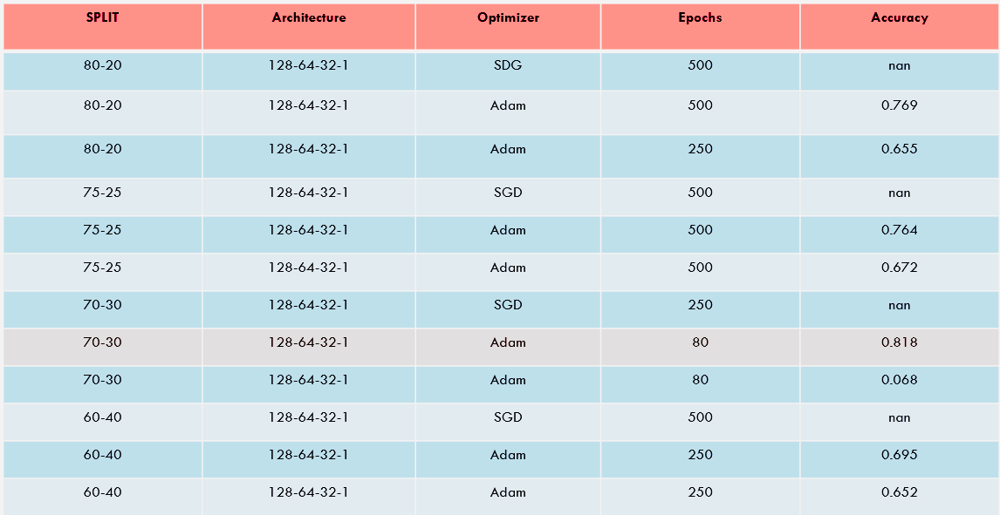 SPLIT Architecture Optimizer Epochs Accuracy
80-20 128-64-32-1 SDG 500 nan
80-20 128-64-32-1 Adam 500 0.769
80-20 128-64-32-1 Adam 250 0.655
75-25 128-64-32-1 SGD 500 nan
75-25 128-64-32-1 Adam 500 0.764
75-25 128-64-32-1 Adam 500 0.672
70-30 128-64-32-1 SGD 250 nan
70-30 128-64-32-1 Adam 80 0.818
70-30 128-64-32-1 Adam 80 0.068
60-40 128-64-32-1 SGD 500 nan
60-40 128-64-32-1 Adam 250 0.695
60-40 128-64-32-1 Adam 250 0.652